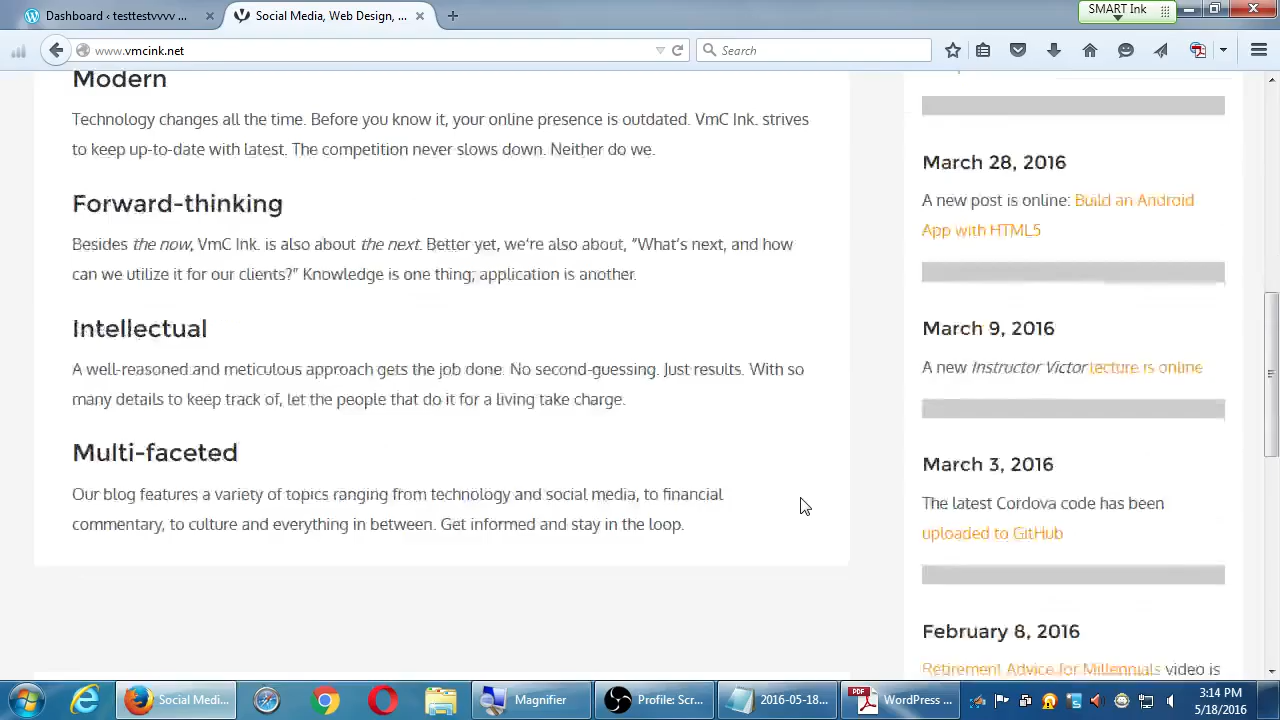 Dashboard ‹ testtestvvvv ...
Social Media, Web Design, ...
SMART Ink
www.vmcink.net
Search
Modern
Technology changes all the time. Before you know it, your online presence is outdated. VmC Ink. strives
to keep up-to-date with latest. The competition never slows down. Neither do we.
Forward-thinking
Besides the now, VmC Ink. is also about the next. Better yet, we're also about, "What's next, and how
can we utilize it for our clients?" Knowledge is one thing; application is another.
Intellectual
A well-reasoned and meticulous approach gets the job done. No second-guessing. Just results. With so
many details to keep track of, let the people that do it for a living take charge.
Multi-faceted
Our blog features a variety of topics ranging from technology and social media, to financial
commentary, to culture and everything in between. Get informed and stay in the loop.
March 28, 2016
A new post is online: Build an Android
App with HTML5
March 9, 2016
A new Instructor Victor lecture is online
March 3, 2016
The latest Cordova code has been
uploaded to GitHub
February 8, 2016
Retirement Advice for Millennials video is
Social Medi...
Magnifier
Profile: Scr...
2016-05-18...
WordPress ...
3:14 PM
5/18/2016